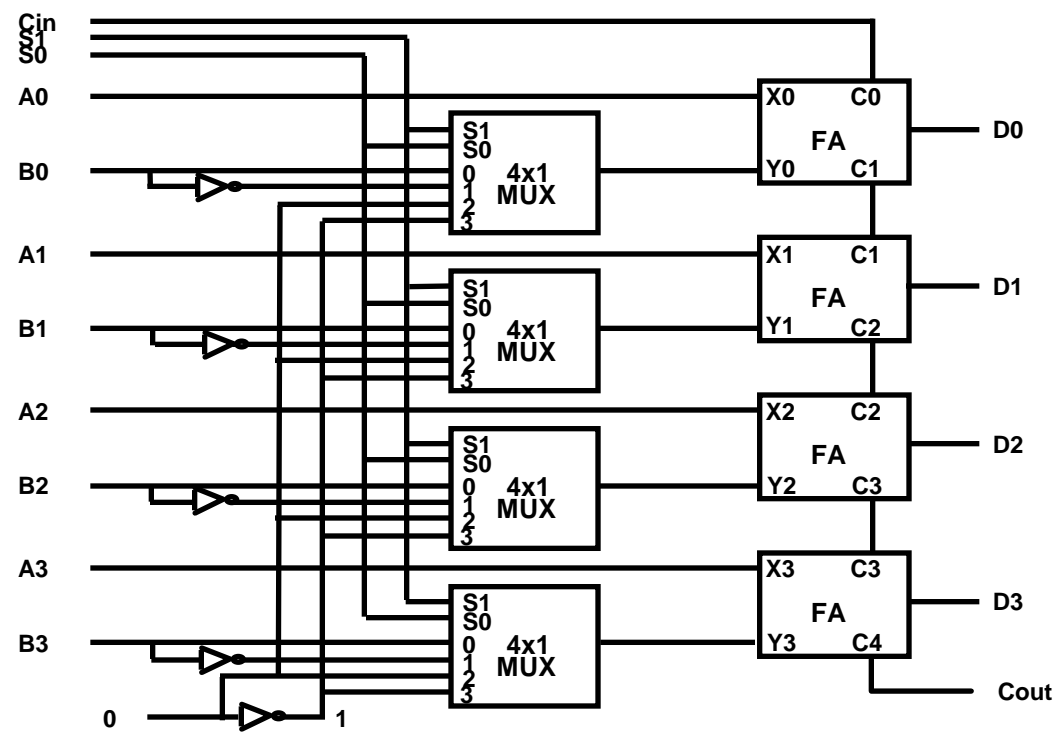 Cin
S1
S0
A0
X0 C0
D0
S1
S0
FA
B0
0
4x1
Y0 C1
1
MUX
2
3
A1
X1 C1
S1
D1
S0
FA
B1
0
4x1
Y1 C2
1
MUX
2
3
A2
X2 C2
S1
D2
S0
FA
B2
0
4x1
Y2 C3
1
MUX
2
3
A3
X3 C3
S1
D3
S0
FA
B3
0
4x1
Y3 C4
1
MUX
2
3
Cout
0 1